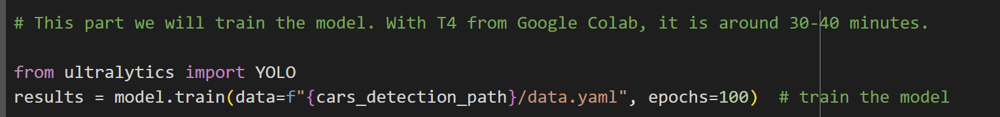 # This part we will train the model. With T4 from Google Colab, it is around 30-40 minutes.
from ultralytics import YOLO
results = model.train(data=f"{cars_detection_path}/data.yaml", epochs=100)  # train the model